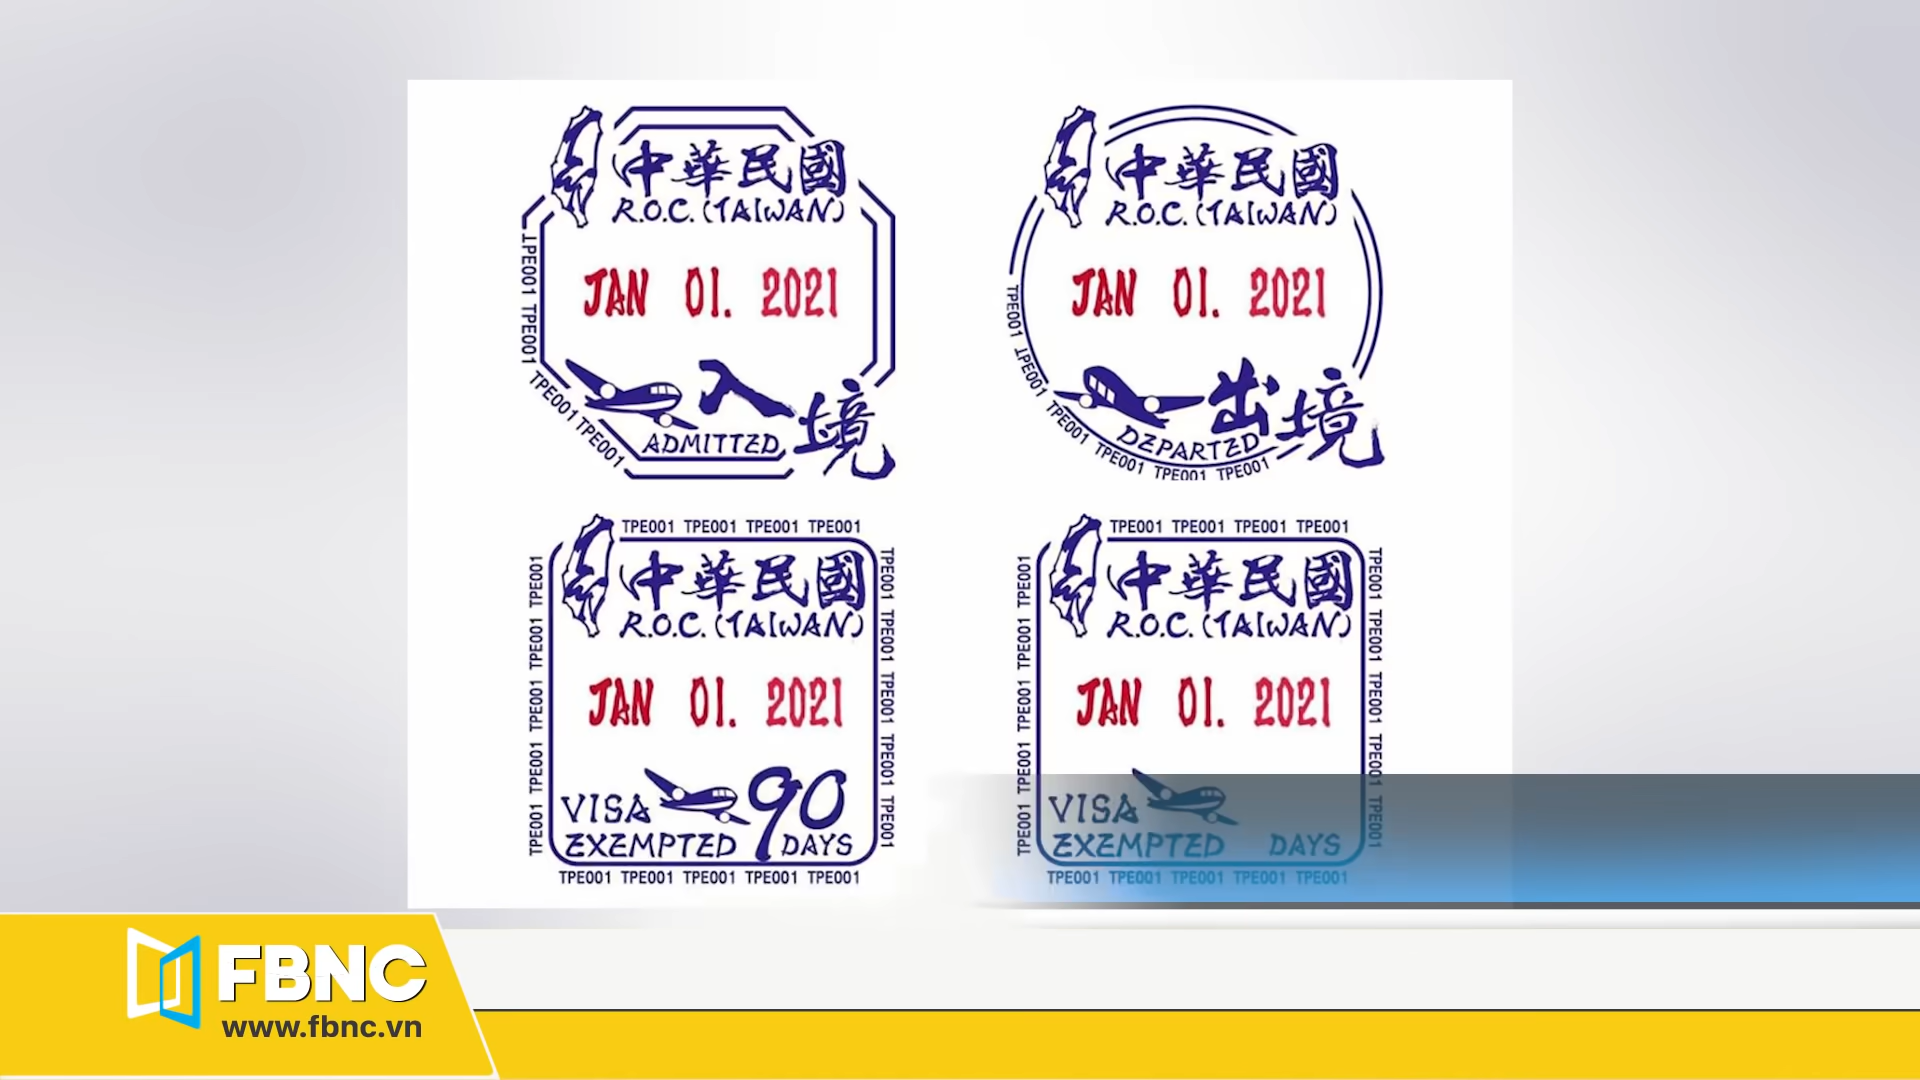 中華民國
R.O.C. (TAIWAN)
JAN 01. 2021
入境
ADMITTED
TPE001 TPE001 TPE001 TPE001
中華民國
R.O.C. (TAIWAN)
JAN 01. 2021
出境
DEPARTED
TPE001 TPE001 TPE001 TPE001 TPE001 TPE001
TPE001 TPE001 TPE001 TPE001
中華民國
R.O.C. (TAIWAN)
JAN 01. 2021
VISA 90
EXEMPTED DAYS
TPE001 TPE001 TPE001 TPE001 TPE001
TPE001 TPE001 TPE001 TPE001 TPE001
TPE001 TPE001 TPE001 TPE001 TPE001
TPE001 TPE001 TPE001 TPE001
中華民國
R.O.C. (TAIWAN)
JAN 01. 2021
VISA
EXEMPTED DAYS
TPE001 TPE001 TPE001 TPE001 TPE001
TPE001 TPE001 TPE001 TPE001 TPE001
TPE001 TPE001 TPE001 TPE001 TPE001
FBNC
www.fbnc.vn